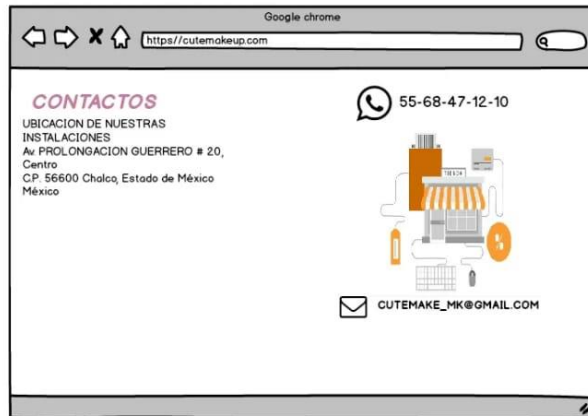 Google chrome
https//cutemakeup.com
CONTACTOS
UBICACION DE NUESTRAS
INSTALACIONES
Av. PROLONGACION GUERRERO # 20,
Centro
C.P. 56600 Chalco, Estado de México
México
55-68-47-12-10
TIENDA
CUTEMAKE_MK@GMAIL.COM